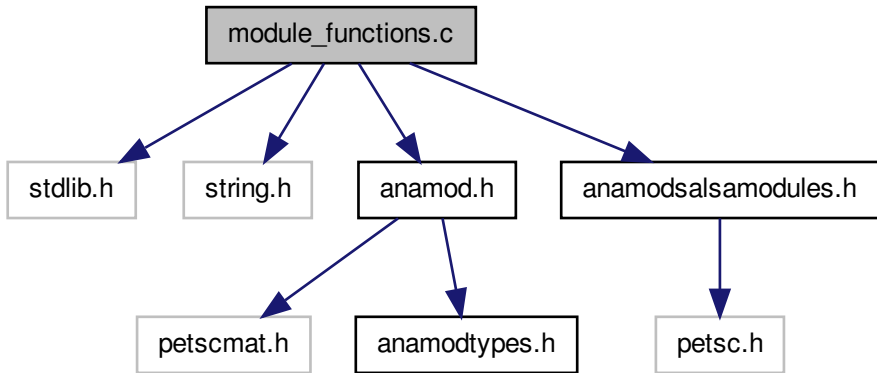 module_functions.c
stdlib.h
string.h
anamod.h
anamodsalsamodules.h
petscmat.h
anamodtypes.h
petsc.h